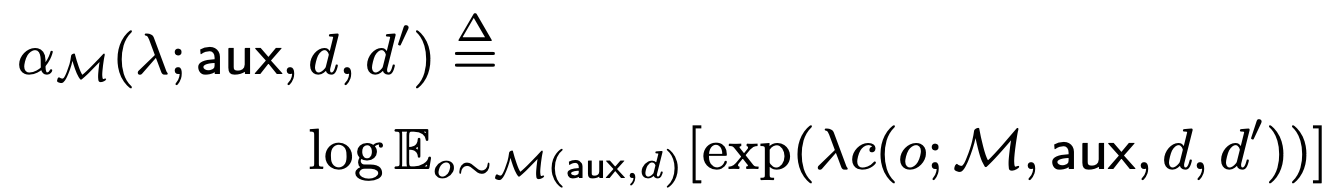 α_ℳ(λ; aux, d, d′) ≜
log 𝔼_{o∼ℳ(aux,d)}[exp(λc(o; ℳ, aux, d, d′))]